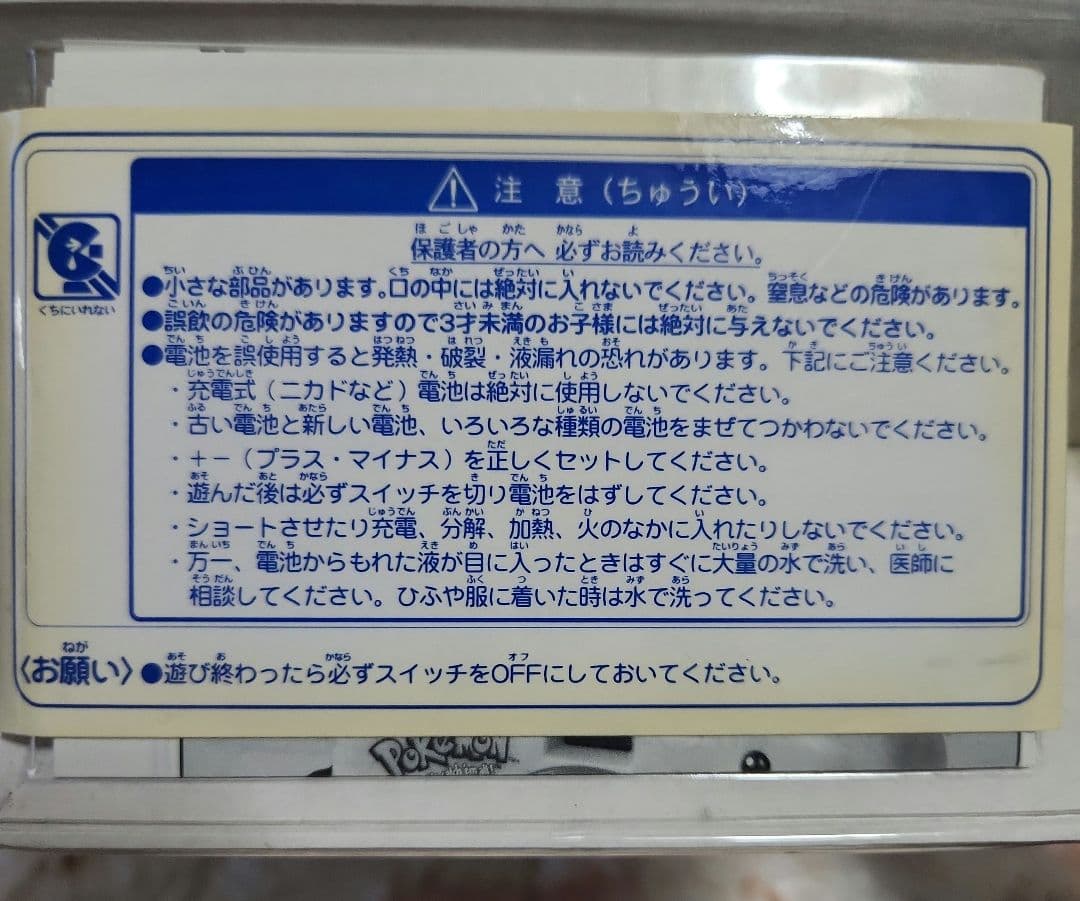 注 意(ちゅうい)
保護者の方へ 必ずお読みください。
●小さな部品があります。口の中には絶対に入れないでください。窒息などの危険があります。
くちにいれない
●誤飲の危険がありますので3才未満のお子様には絶対に与えないでください。
●電池を誤使用すると発熱・破裂・液漏れの恐れがあります。下記にご注意ください。
・充電式(ニカドなど)電池は絶対に使用しないでください。
・古い電池と新しい電池、いろいろな種類の電池をまぜてつかわないでください。
・+−(プラス・マイナス)を正しくセットしてください。
・遊んだ後は必ずスイッチを切り電池をはずしてください。
・ショートさせたり充電、分解、加熱、火のなかに入れたりしないでください。
・万一、電池からもれた液が目に入ったときはすぐに大量の水で洗い、医師に
相談してください。ひふや服に着いた時は水で洗ってください。
〈お願い〉●遊び終わったら必ずスイッチをOFFにしておいてください。
POKéMON